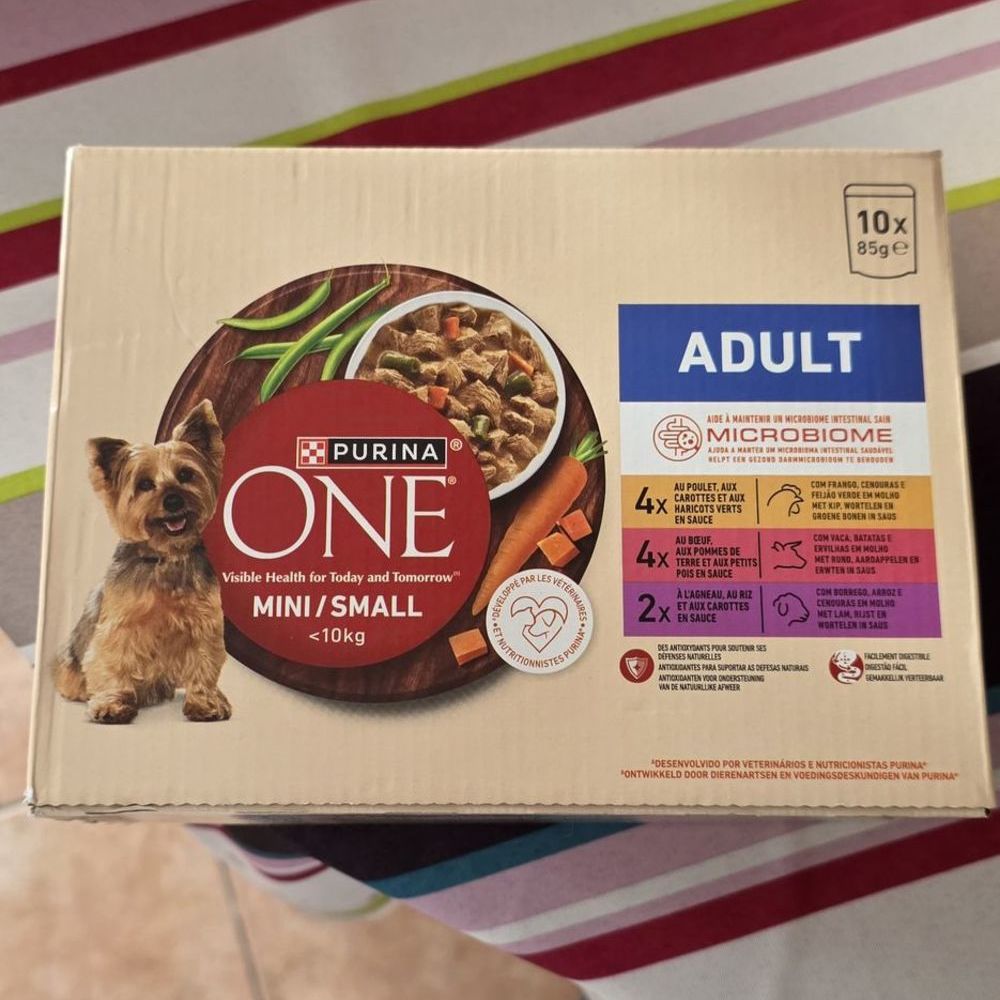 10x
85g℮
ADULT
AIDE À MAINTENIR UN MICROBIOME INTESTINAL SAIN
MICROBIOME
AJUDA A MANTER UM MICROBIOMA INTESTINAL SAUDÁVEL
HELPT EEN GEZOND DARMMICROBIOOM TE BEHOUDEN
4x
AU POULET, AUX
CAROTTES ET AUX
HARICOTS VERTS
EN SAUCE
COM FRANGO, CENOURAS E
FEIJÃO VERDE EM MOLHO
MET KIP, WORTELEN EN
GROENE BONEN IN SAUS
4x
AU BŒUF,
AUX POMMES DE
TERRE ET AUX PETITS
POIS EN SAUCE
COM VACA, BATATAS E
ERVILHAS EM MOLHO
MET RUND, AARDAPPELEN EN
ERWTEN IN SAUS
2x
À L'AGNEAU, AU RIZ
ET AUX CAROTTES
EN SAUCE
COM BORREGO, ARROZ E
CENOURAS EM MOLHO
MET LAM, RIJST EN
WORTELEN IN SAUS
PURINA®
ONE®
Visible Health for Today and Tomorrow™
MINI/SMALL
<10kg
•DÉVELOPPÉ PAR LES VÉTÉRINAIRES•
ET NUTRITIONNISTES PURINA*
DES ANTIOXYDANTS POUR SOUTENIR SES
DÉFENSES NATURELLES
ANTIOXIDANTES PARA SUPORTAR AS DEFESAS NATURAIS
ANTIOXIDANTEN VOOR ONDERSTEUNING
VAN DE NATUURLIJKE AFWEER
FACILEMENT DIGESTIBLE
DIGESTÃO FÁCIL
GEMAKKELIJK VERTEERBAAR
*DESENVOLVIDO POR VETERINÁRIOS E NUTRICIONISTAS PURINA*
*ONTWIKKELD DOOR DIERENARTSEN EN VOEDINGSDESKUNDIGEN VAN PURINA*